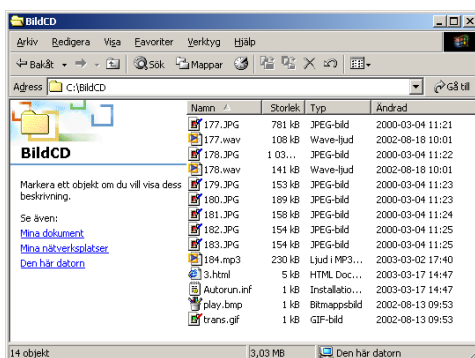 BildCD
Arkiv Redigera Visa Favoriter Verktyg Hjälp
Bakåt Sök Mappar
Adress C:\BildCD Gå till
Namn Storlek Typ Ändrad
177.JPG 781 kB JPEG-bild 2000-03-04 11:21
177.wav 108 kB Wave-ljud 2002-08-18 10:01
178.JPG 1 03... JPEG-bild 2000-03-04 11:22
178.wav 141 kB Wave-ljud 2002-08-18 10:01
179.JPG 153 kB JPEG-bild 2000-03-04 11:23
180.JPG 189 kB JPEG-bild 2000-03-04 11:23
181.JPG 158 kB JPEG-bild 2000-03-04 11:24
182.JPG 154 kB JPEG-bild 2000-03-04 11:25
183.JPG 154 kB JPEG-bild 2000-03-04 11:25
184.mp3 230 kB Ljud i MP3... 2003-03-02 17:40
3.html 5 kB HTML Doc... 2003-03-17 14:47
Autorun.inf 1 kB Installatio... 2003-03-17 14:47
play.bmp 1 kB Bitmappsbild 2002-08-13 09:53
trans.gif 1 kB GIF-bild 2002-08-13 09:53
BildCD
Markera ett objekt om du vill visa dess
beskrivning.
Se även:
Mina dokument
Mina nätverksplatser
Den här datorn
14 objekt 3,03 MB Den här datorn